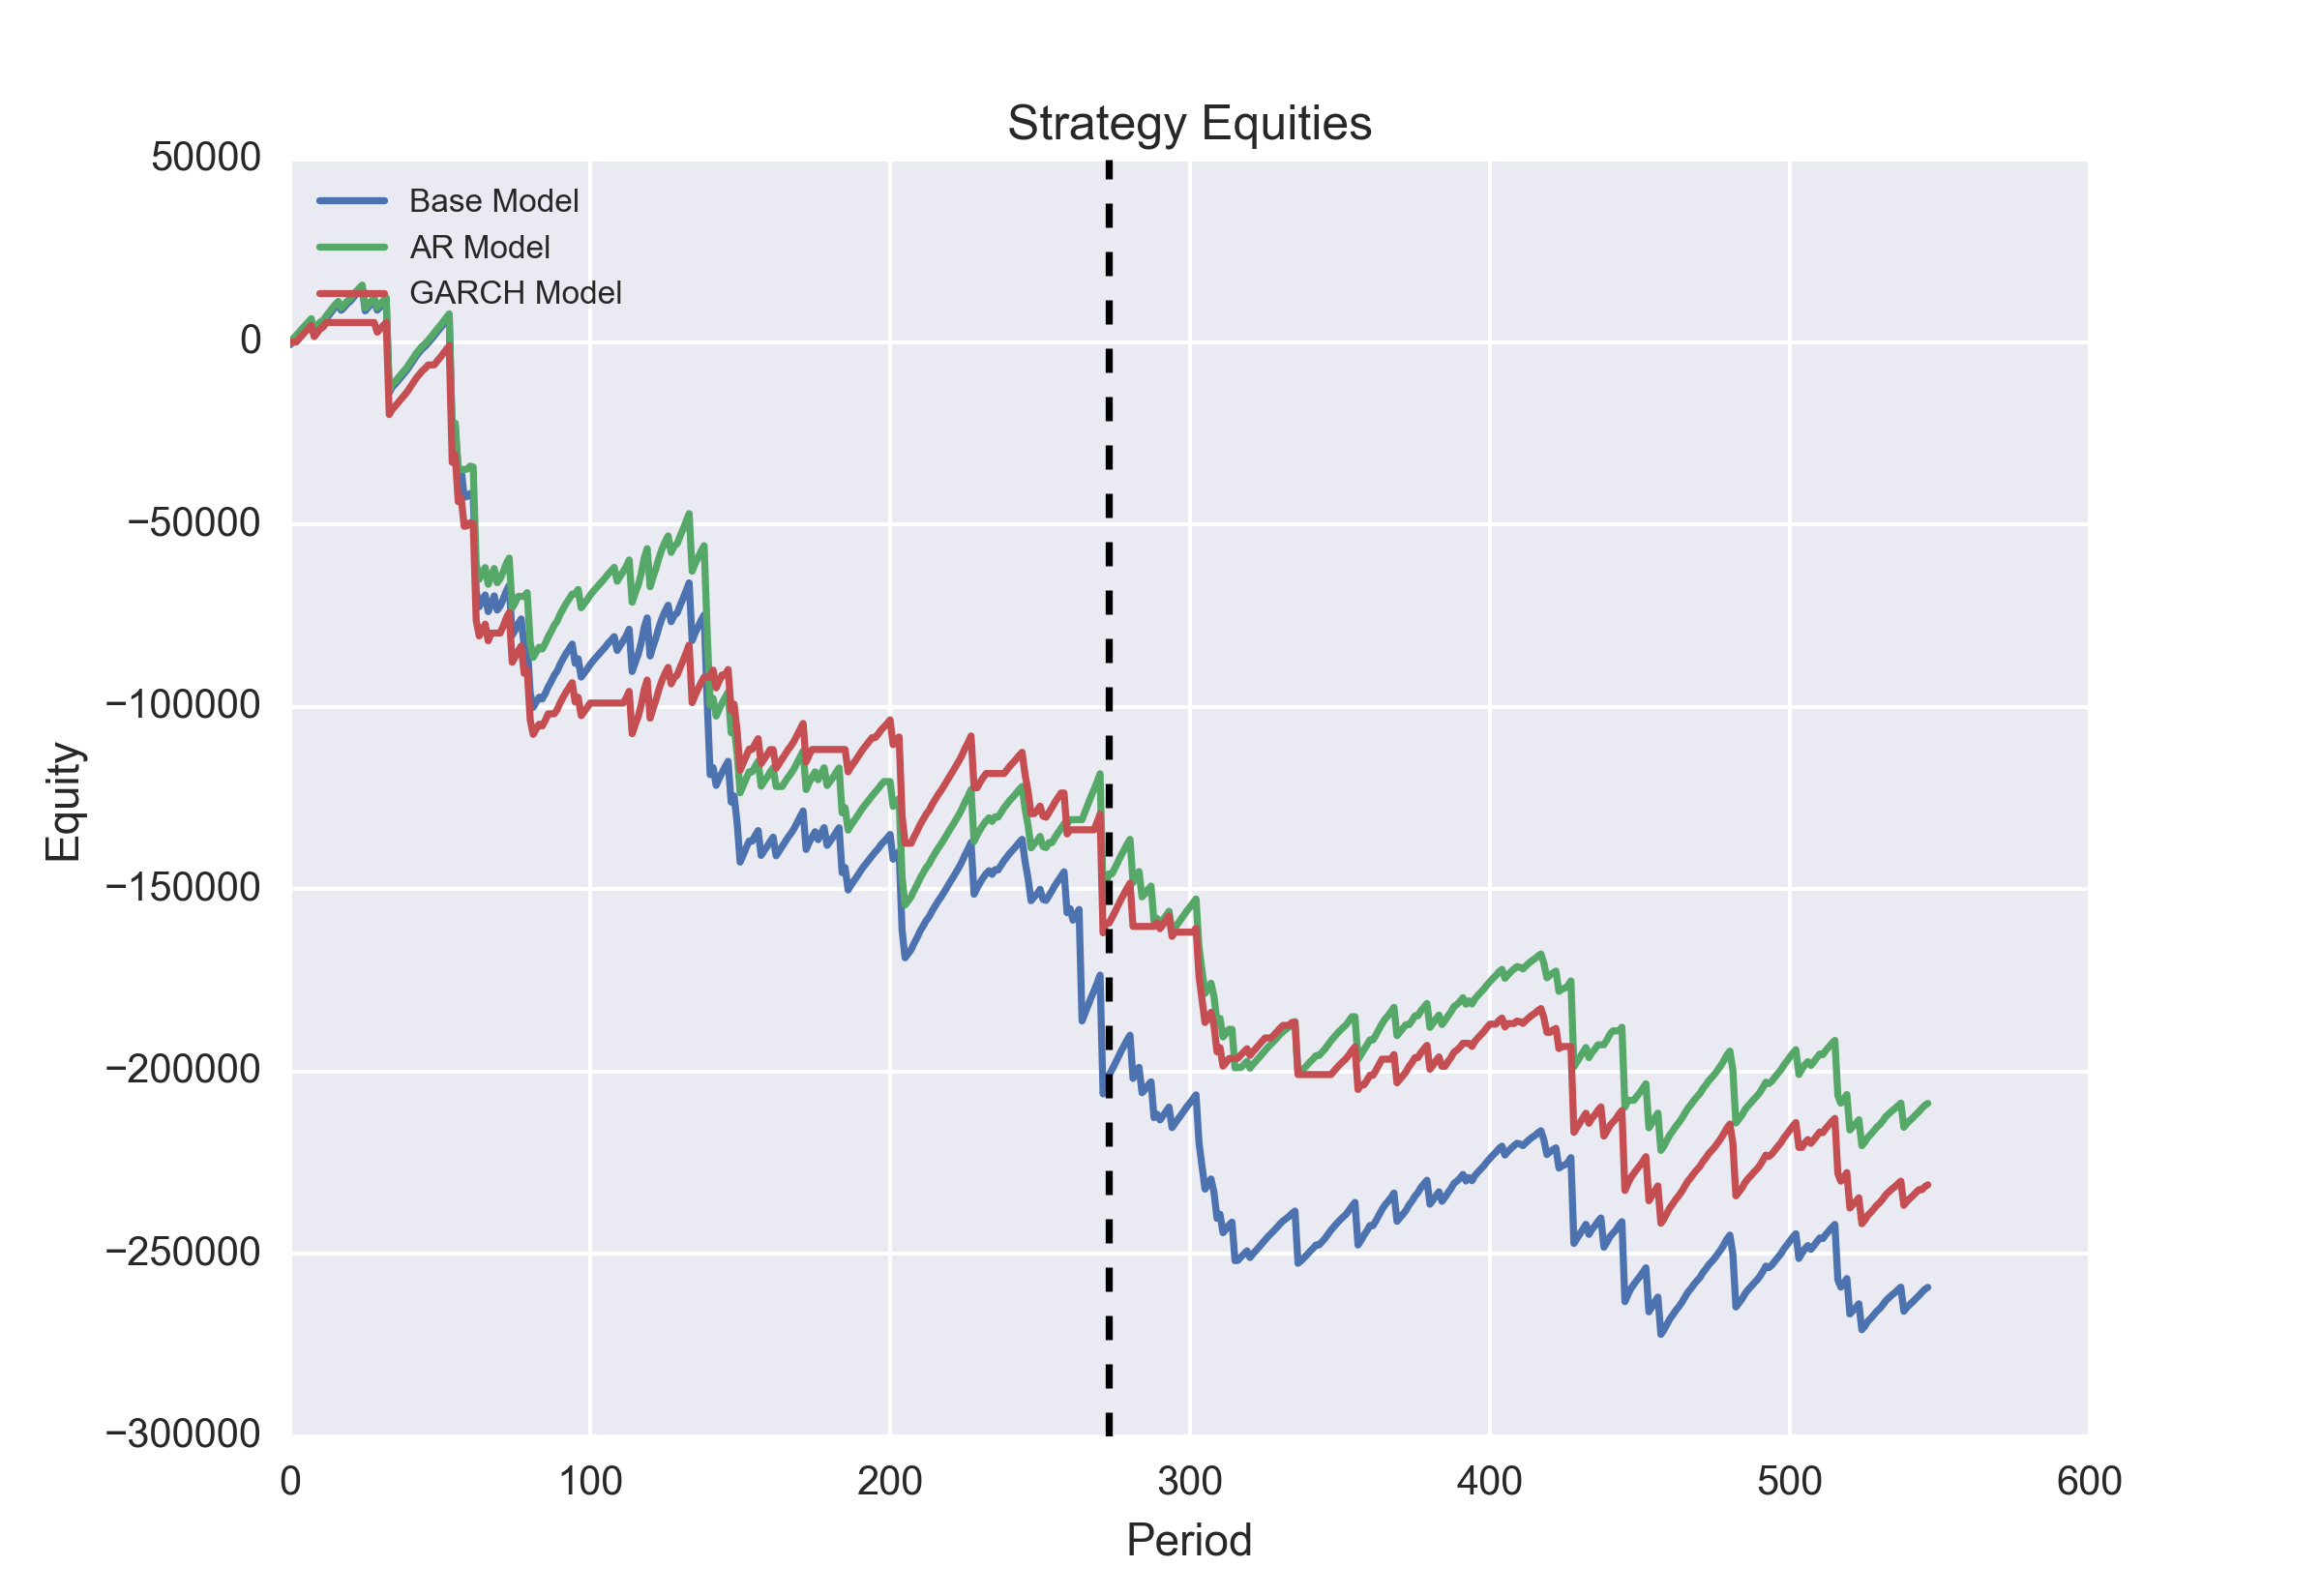 Strategy Equities
50000
0
−50000
−100000
−150000
−200000
−250000
−300000
Equity
Base Model
AR Model
GARCH Model
0 100 200 300 400 500 600
Period